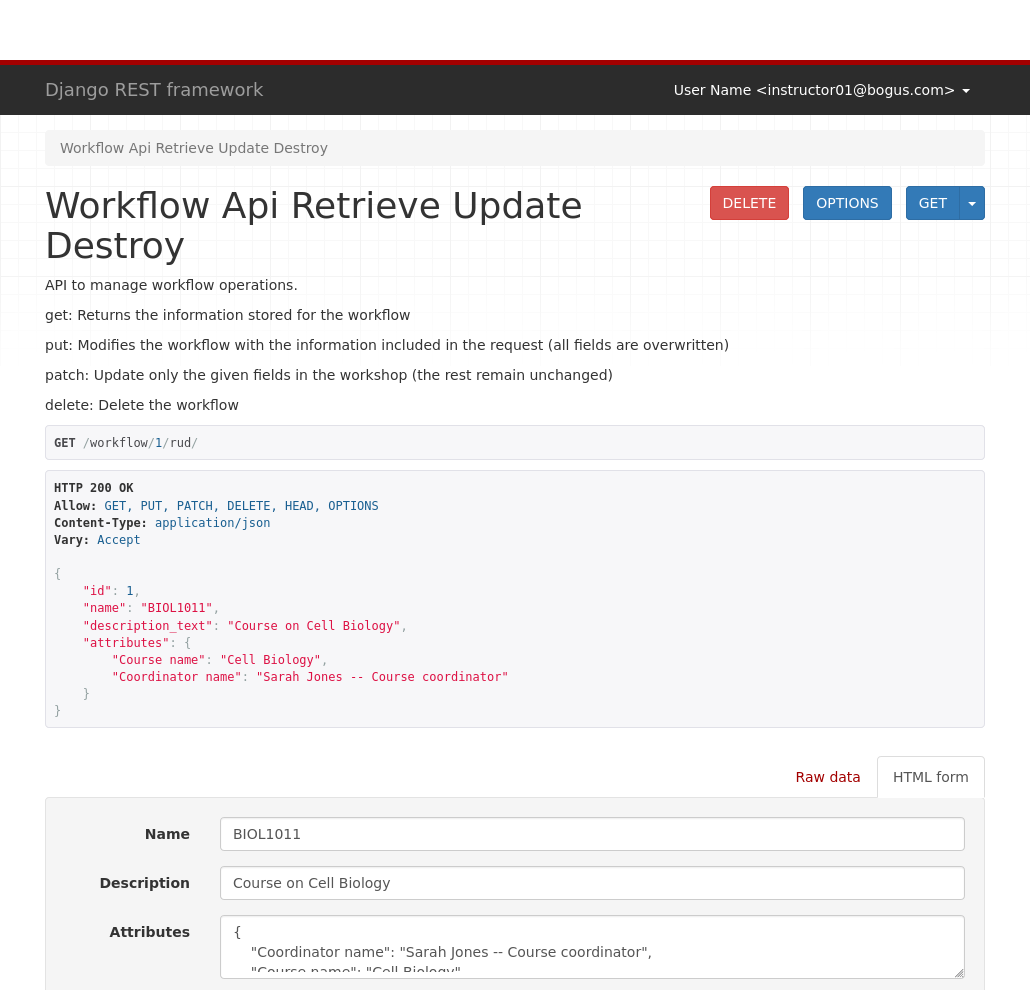 Django REST framework
User Name <instructor01@bogus.com>
Workflow Api Retrieve Update Destroy
Workflow Api Retrieve Update
Destroy
DELETE
OPTIONS
GET
API to manage workflow operations.
get: Returns the information stored for the workflow
put: Modifies the workflow with the information included in the request (all fields are overwritten)
patch: Update only the given fields in the workshop (the rest remain unchanged)
delete: Delete the workflow
GET /workflow/1/rud/
HTTP 200 OK
Allow: GET, PUT, PATCH, DELETE, HEAD, OPTIONS
Content-Type: application/json
Vary: Accept
{
    "id": 1,
    "name": "BIOL1011",
    "description_text": "Course on Cell Biology",
    "attributes": {
        "Course name": "Cell Biology",
        "Coordinator name": "Sarah Jones -- Course coordinator"
    }
}
Raw data
HTML form
Name
BIOL1011
Description
Course on Cell Biology
Attributes
{
    "Coordinator name": "Sarah Jones -- Course coordinator",
    "Course name": "Cell Biology"